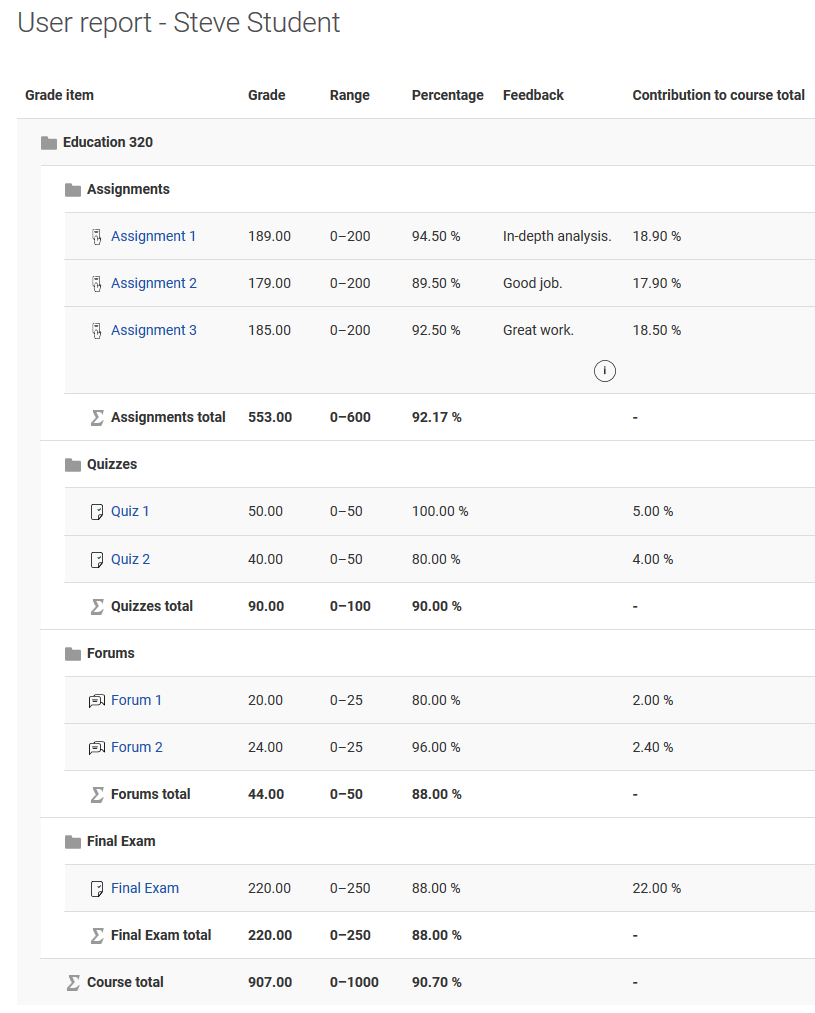 User report - Steve Student
Grade item Grade Range Percentage Feedback Contribution to course total
Education 320
Assignments
Assignment 1 189.00 0–200 94.50 % In-depth analysis. 18.90 %
Assignment 2 179.00 0–200 89.50 % Good job. 17.90 %
Assignment 3 185.00 0–200 92.50 % Great work. 18.50 %
i
Σ Assignments total 553.00 0–600 92.17 % -
Quizzes
Quiz 1 50.00 0–50 100.00 % 5.00 %
Quiz 2 40.00 0–50 80.00 % 4.00 %
Σ Quizzes total 90.00 0–100 90.00 % -
Forums
Forum 1 20.00 0–25 80.00 % 2.00 %
Forum 2 24.00 0–25 96.00 % 2.40 %
Σ Forums total 44.00 0–50 88.00 % -
Final Exam
Final Exam 220.00 0–250 88.00 % 22.00 %
Σ Final Exam total 220.00 0–250 88.00 % -
Σ Course total 907.00 0–1000 90.70 % -